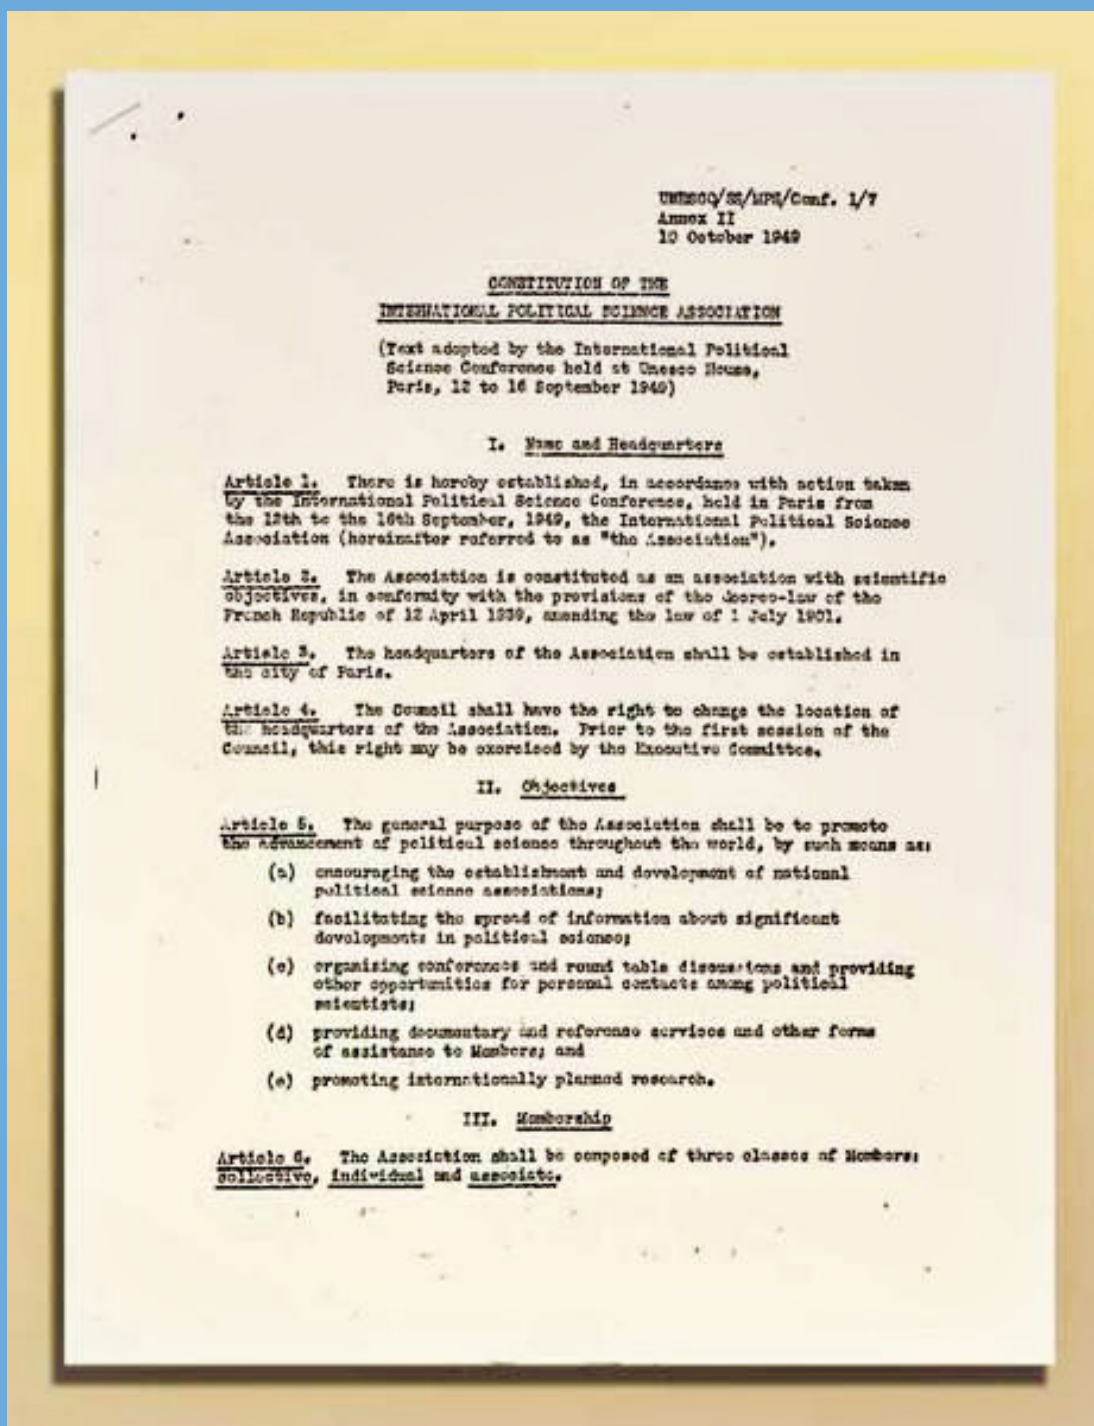 UNESCO/SS/MPS/Conf. 1/7
Annex II
10 October 1949
CONSTITUTION OF THE
INTERNATIONAL POLITICAL SCIENCE ASSOCIATION
(Text adopted by the International Political
Science Conference held at Unesco House,
Paris, 12 to 16 September 1949)
I. Name and Headquarters
Article 1. There is hereby established, in accordance with action taken
by the International Political Science Conference, held in Paris from
the 12th to the 16th September, 1949, the International Political Science
Association (hereinafter referred to as "the Association").
Article 2. The Association is constituted as an association with scientific
objectives, in conformity with the provisions of the decree-law of the
French Republic of 12 April 1939, amending the law of 1 July 1901.
Article 3. The headquarters of the Association shall be established in
the city of Paris.
Article 4. The Council shall have the right to change the location of
the headquarters of the Association. Prior to the first session of the
Council, this right may be exercised by the Executive Committee.
II. Objectives
Article 5. The general purpose of the Association shall be to promote
the advancement of political science throughout the world, by such means as:
(a) encouraging the establishment and development of national
political science associations;
(b) facilitating the spread of information about significant
developments in political science;
(c) organising conferences and round table discussions and providing
other opportunities for personal contacts among political
scientists;
(d) providing documentary and reference services and other forms
of assistance to Members; and
(e) promoting internationally planned research.
III. Membership
Article 6. The Association shall be composed of three classes of Members:
collective, individual and associate.